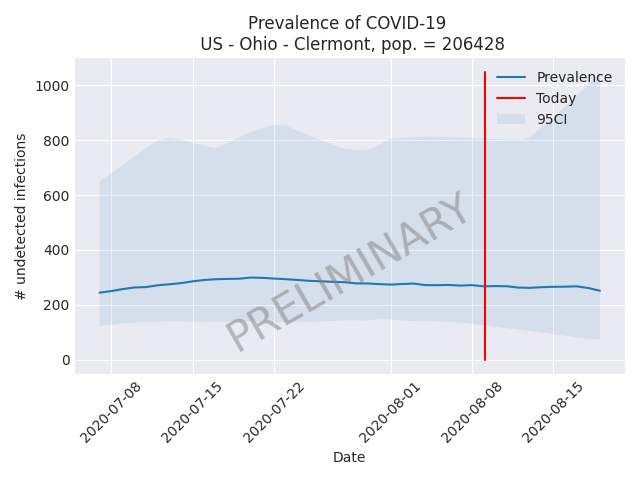 Prevalence of COVID-19
US - Ohio - Clermont, pop. = 206428
# undetected infections
1000
800
600
400
200
0
Prevalence
Today
95CI
PRELIMINARY
2020-07-08
2020-07-15
2020-07-22
2020-08-01
2020-08-08
2020-08-15
Date